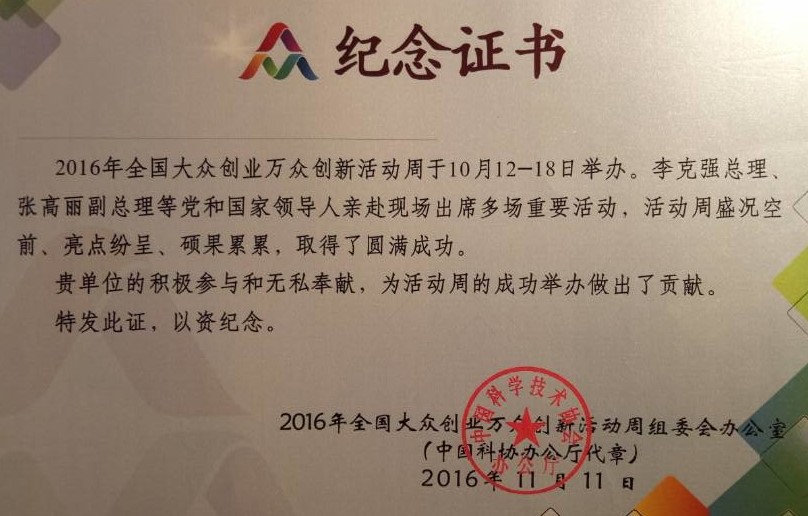 纪念证书
2016年全国大众创业万众创新活动周于10月12-18日举办。李克强总理、
张高丽副总理等党和国家领导人亲赴现场出席多场重要活动，活动周盛况空
前、亮点纷呈、硕果累累，取得了圆满成功。
贵单位的积极参与和无私奉献，为活动周的成功举办做出了贡献。
特发此证，以资纪念。
2016年全国大众创业万众创新活动周组委会办公室
（中国科协办公厅代章）
2016年11月11日
中国科学技术协会
办公厅